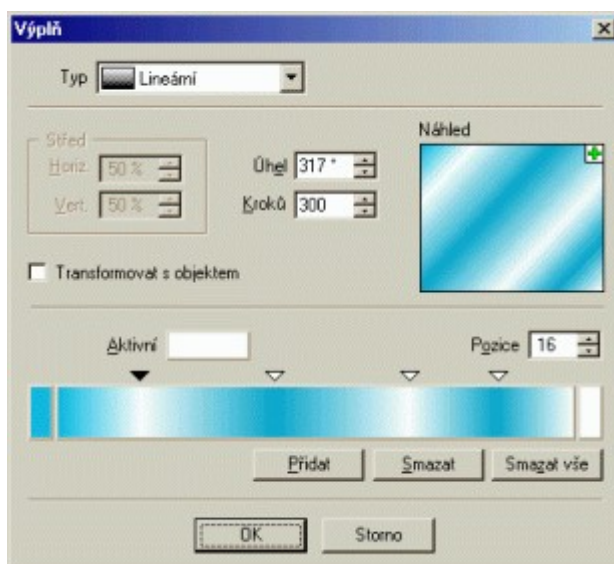 Výplň
Typ Lineární
Střed
Náhled
Horiz. 50 %
Úhel 317 °
Vert. 50 %
Kroků 300
Transformovat s objektem
Aktivní
Pozice 16
Přidat Smazat Smazat vše
OK Storno